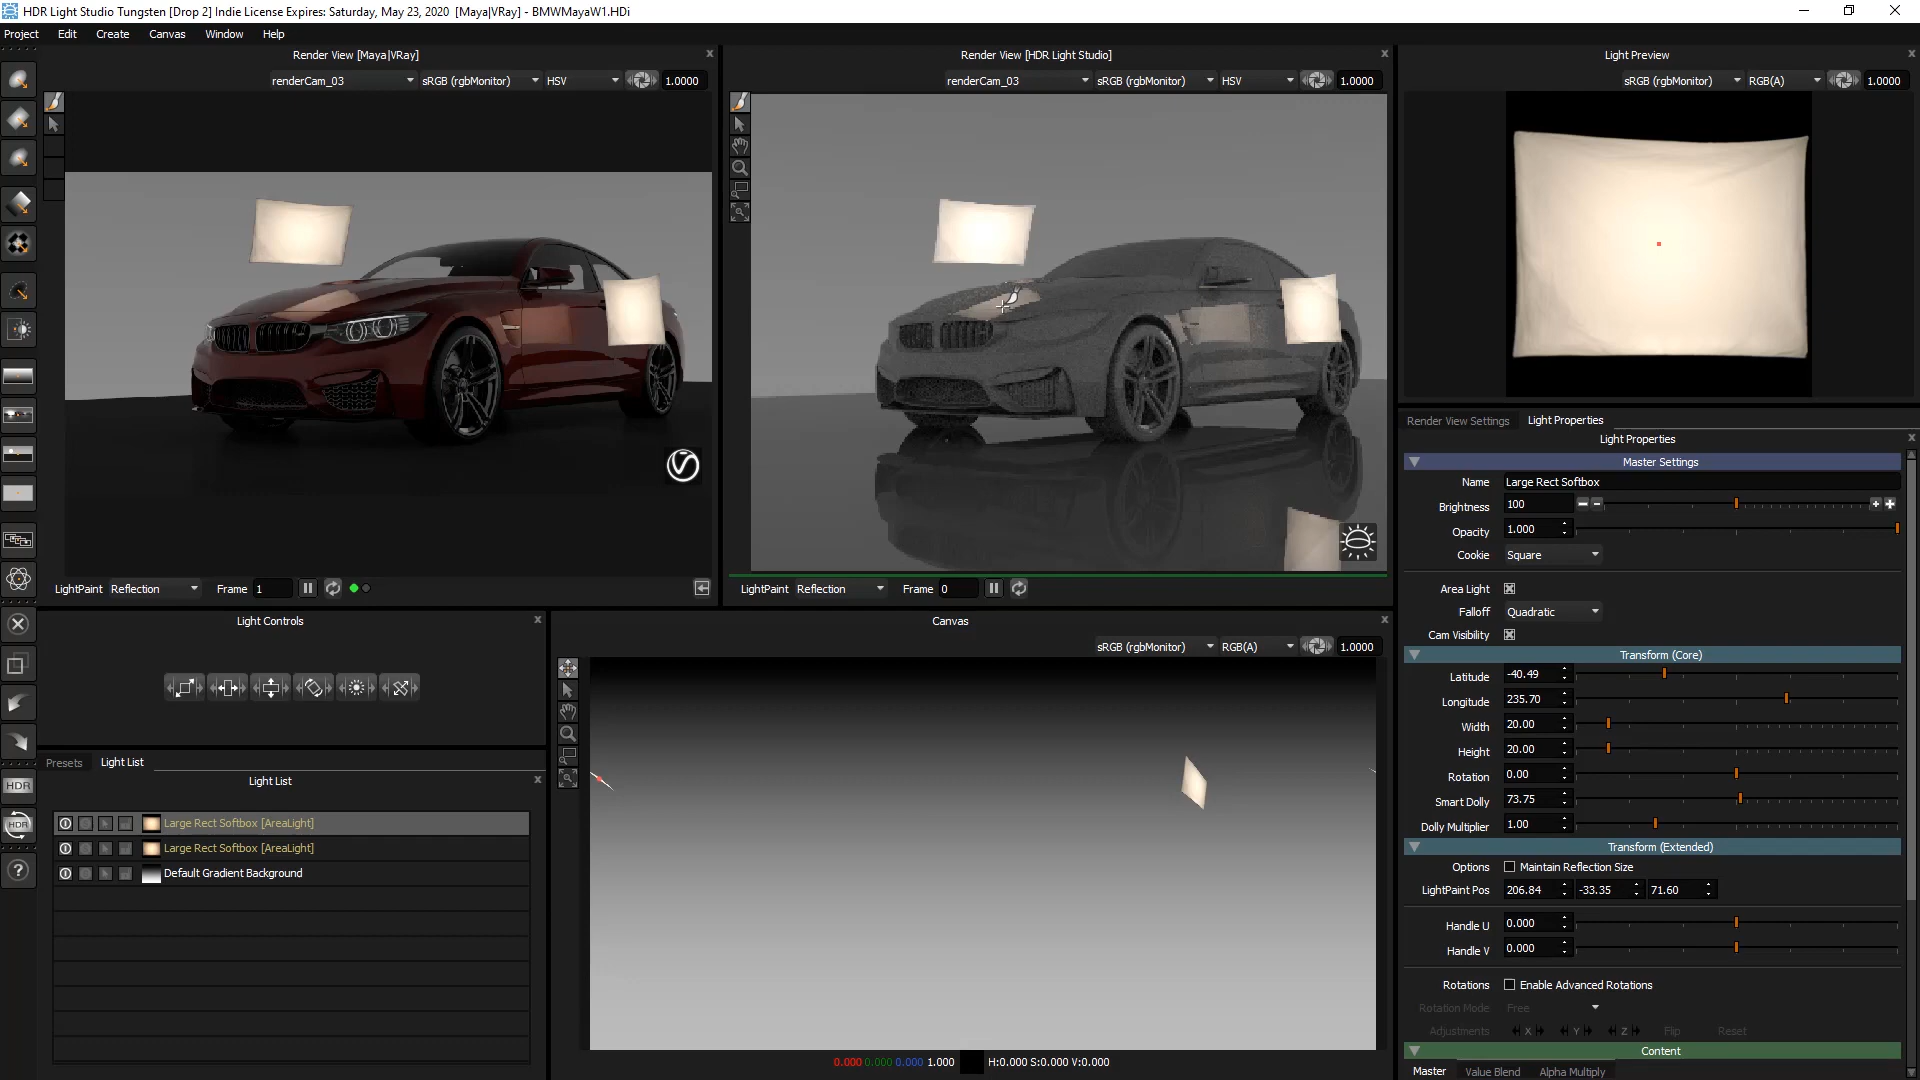 HDR Light Studio Tungsten [Drop 2] Indie License Expires: Saturday, May 23, 2020 [Maya|VRay] - BMWMayaW1.HDi
Project Edit Create Canvas Window Help
Render View [Maya|VRay]
renderCam_03 sRGB (rgbMonitor) HSV 1.0000
LightPaint Reflection Frame 1
Render View [HDR Light Studio]
renderCam_03 sRGB (rgbMonitor) HSV 1.0000
LightPaint Reflection Frame 0
Light Preview
sRGB (rgbMonitor) RGB(A) 1.0000
Light Controls
Presets Light List
Light List
Large Rect Softbox [AreaLight]
Large Rect Softbox [AreaLight]
Default Gradient Background
HDR
HDR
?
Canvas
sRGB (rgbMonitor) RGB(A) 1.0000
0.000 0.000 0.000 1.000 H:0.000 S:0.000 V:0.000
Render View Settings Light Properties
Light Properties
Master Settings
Name Large Rect Softbox
Brightness 100
Opacity 1.000
Cookie Square
Area Light
Falloff Quadratic
Cam Visibility
Transform (Core)
Latitude -40.49
Longitude 235.70
Width 20.00
Height 20.00
Rotation 0.00
Smart Dolly 73.75
Dolly Multiplier 1.00
Transform (Extended)
Options Maintain Reflection Size
LightPaint Pos 206.84 -33.35 71.60
Handle U 0.000
Handle V 0.000
Rotations Enable Advanced Rotations
Rotation Mode Free
Adjustments X Y Z Flip Reset
Content
Master Value Blend Alpha Multiply